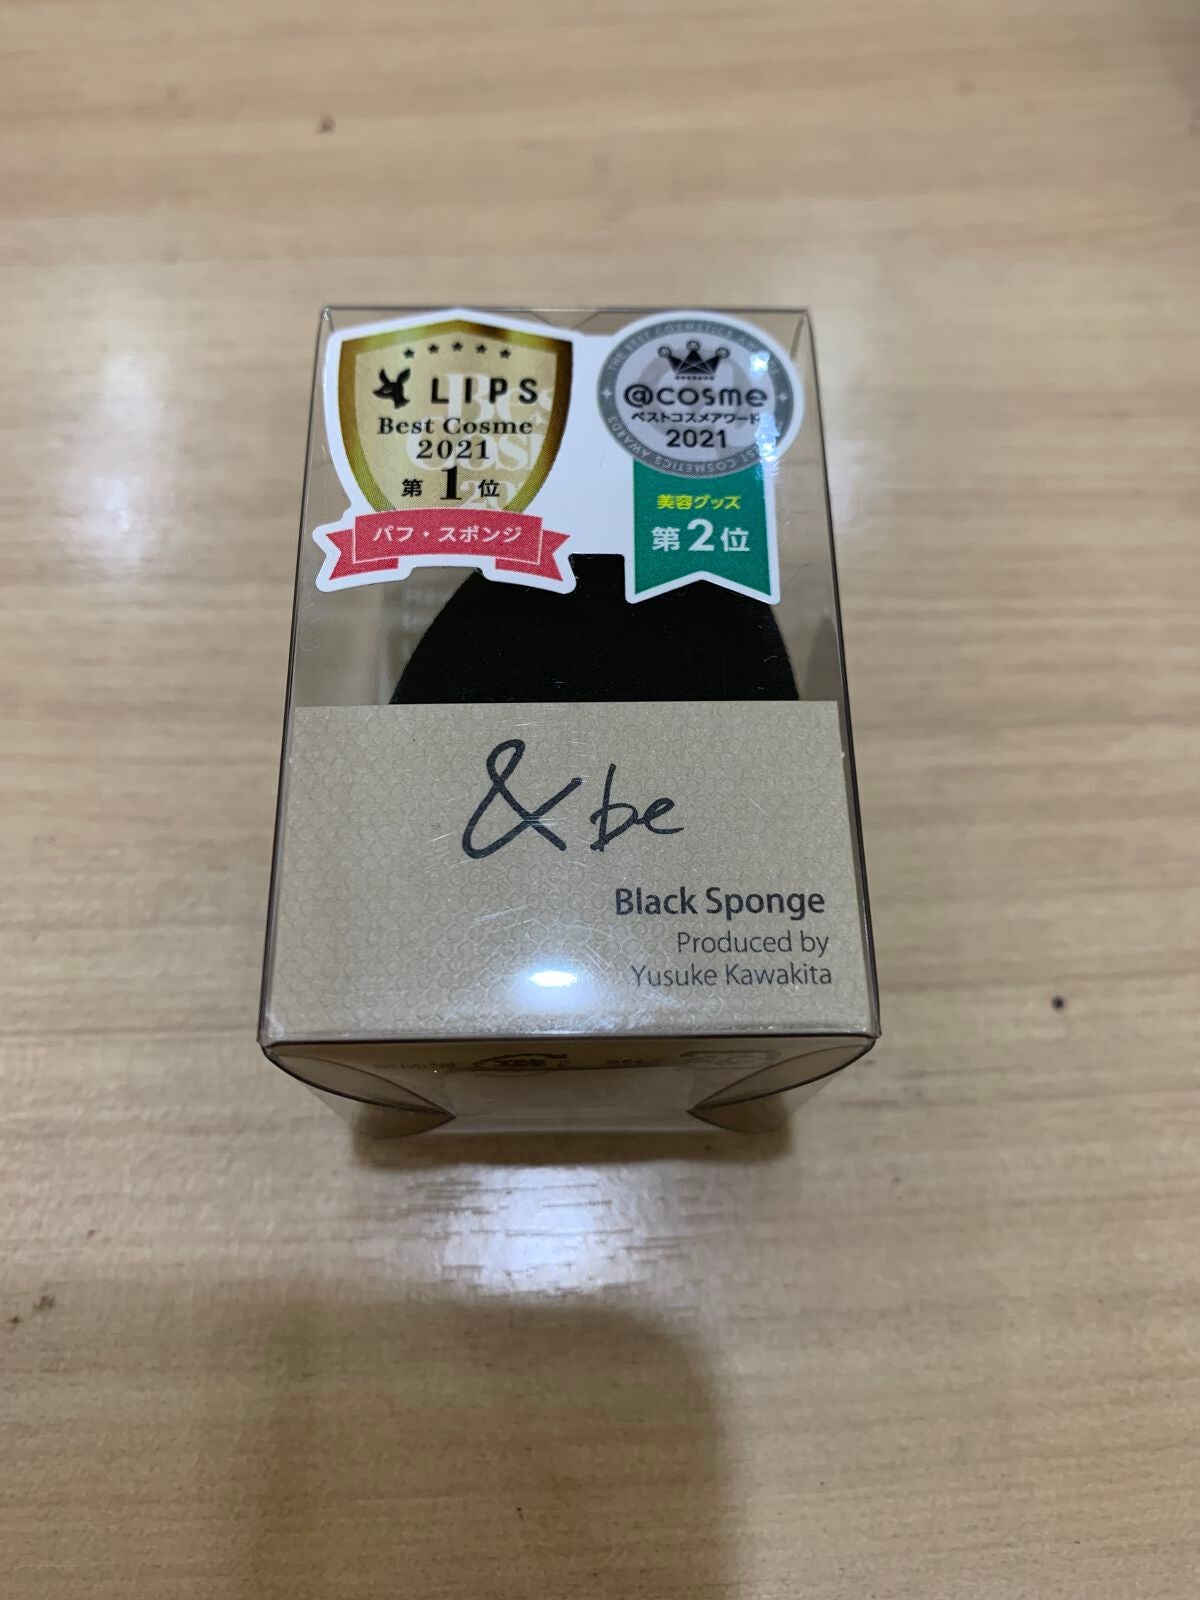 LIPS
Best Cosme
2021
第1位
パフ・スポンジ
THE BEST COSMETICS AWARDS
@cosme
ベストコスメアワード
2021
美容グッズ
第2位
&be
Black Sponge
Produced by
Yusuke Kawakita